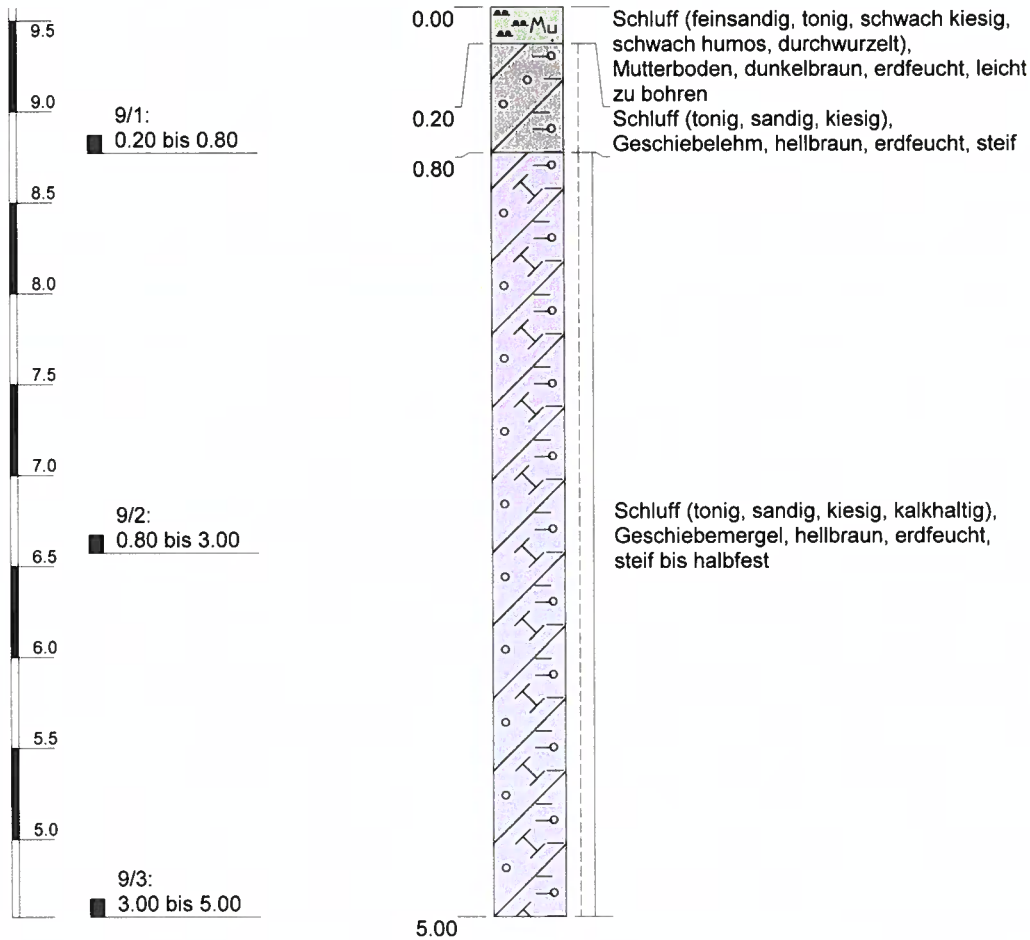 9.5
9.0
8.5
8.0
7.5
7.0
6.5
6.0
5.5
5.0
9/1:
0.20 bis 0.80
9/2:
0.80 bis 3.00
9/3:
3.00 bis 5.00
0.00
0.20
0.80
5.00
Mu
Schluff (feinsandig, tonig, schwach kiesig,
schwach humos, durchwurzelt),
Mutterboden, dunkelbraun, erdfeucht, leicht
zu bohren
Schluff (tonig, sandig, kiesig),
Geschiebelehm, hellbraun, erdfeucht, steif
Schluff (tonig, sandig, kiesig, kalkhaltig),
Geschiebemergel, hellbraun, erdfeucht,
steif bis halbfest